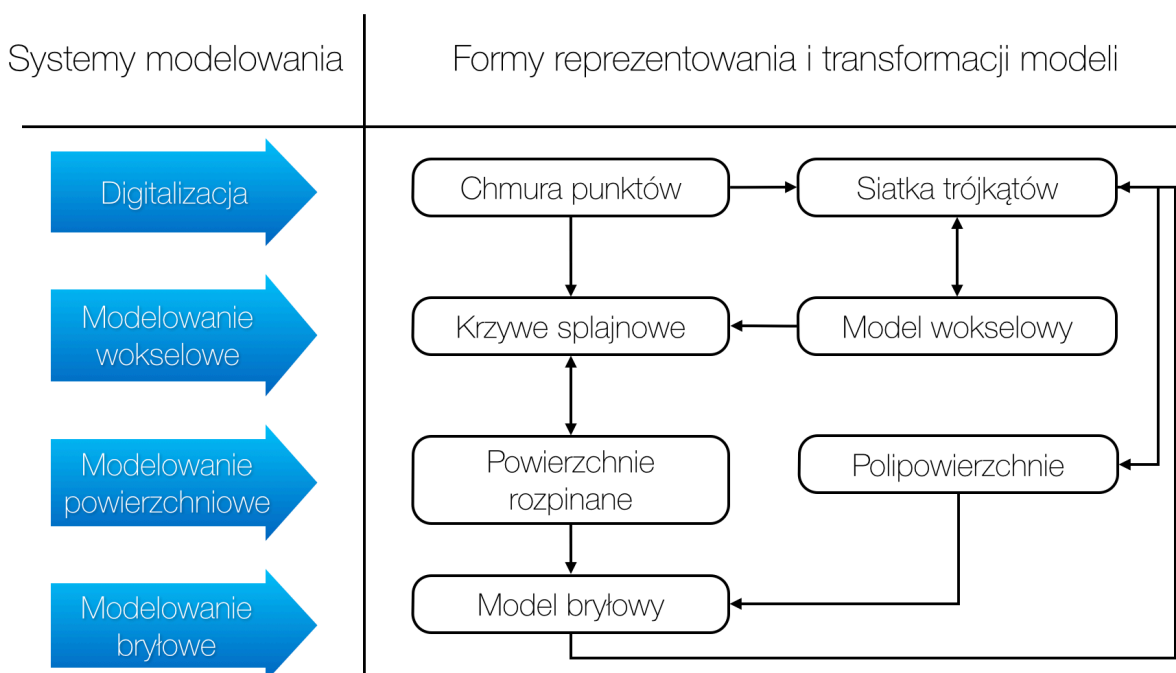 Systemy modelowania
Formy reprezentowania i transformacji modeli
Digitalizacja
Chmura punktów
Siatka trójkątów
Modelowanie
wokselowe
Krzywe splajnowe
Model wokselowy
Modelowanie
powierzchniowe
Powierzchnie
rozpinane
Polipowierzchnie
Modelowanie
bryłowe
Model bryłowy